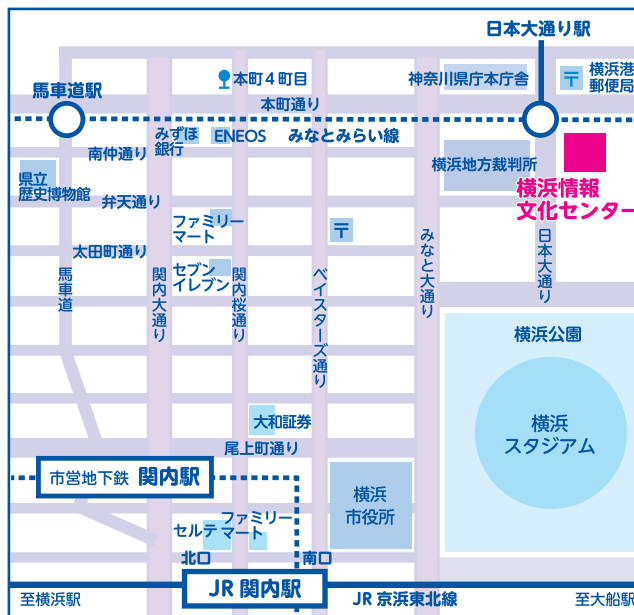 日本大通り駅
神奈川県庁本庁舎
〒
横浜港
郵便局
本町4町目
馬車道駅
本町通り
みずほ
銀行
ENEOS
みなとみらい線
南仲通り
横浜地方裁判所
県立
歴史博物館
横浜情報
文化センター
弁天通り
ファミリー
マート
〒
太田町通り
セブン
イレブン
馬車道
関内大通り
関内桜通り
ベイスターズ通り
みなと大通り
日本大通り
横浜公園
横浜
スタジアム
大和証券
尾上町通り
市営地下鉄 関内駅
横浜
市役所
セルテ
ファミリー
マート
北口
南口
JR 関内駅
至横浜駅
JR 京浜東北線
至大船駅